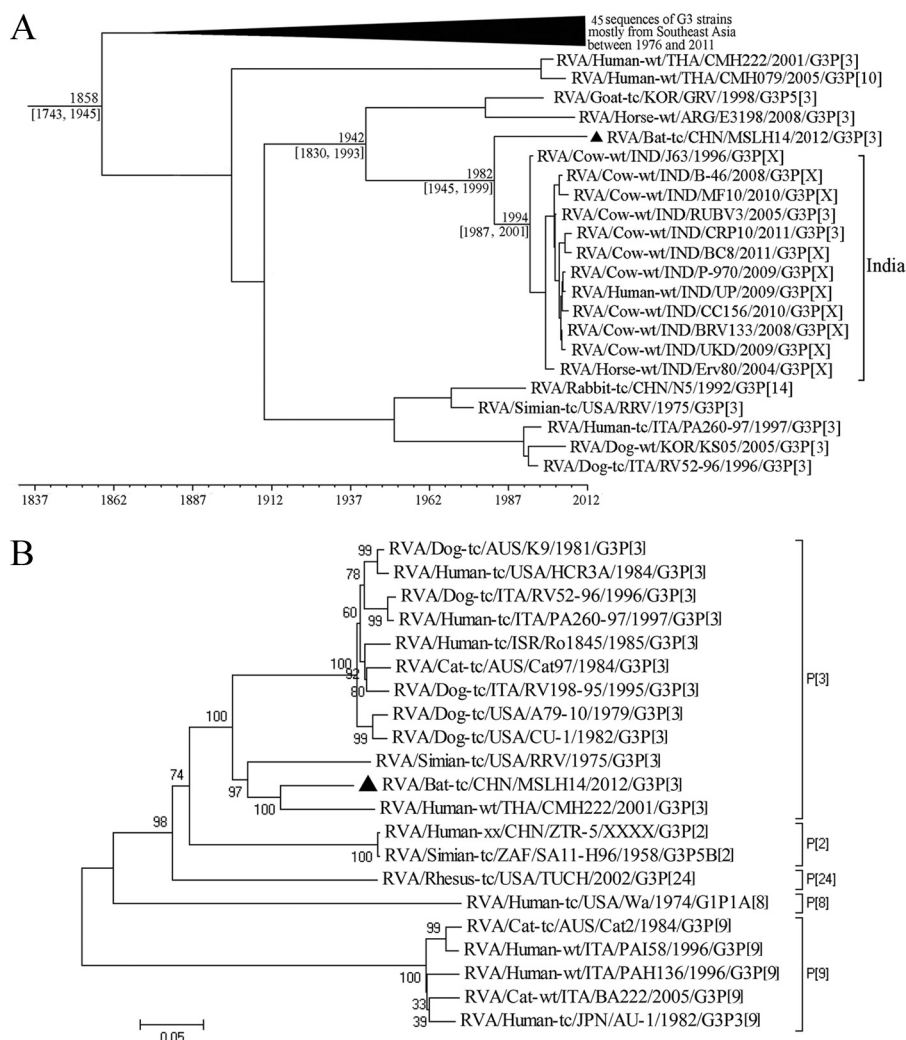 A
45 sequences of G3 strains
mostly from Southeast Asia
between 1976 and 2011
RVA/Human-wt/THA/CMH222/2001/G3P[3]
RVA/Human-wt/THA/CMH079/2005/G3P[10]
RVA/Goat-tc/KOR/GRV/1998/G3P5[3]
1858
[1743, 1945]
RVA/Horse-wt/ARG/E3198/2008/G3P[3]
1942
[1830, 1993]
RVA/Bat-tc/CHN/MSLH14/2012/G3P[3]
RVA/Cow-wt/IND/J63/1996/G3P[X]
1982
[1945, 1999]
RVA/Cow-wt/IND/B-46/2008/G3P[X]
RVA/Cow-wt/IND/MF10/2010/G3P[X]
RVA/Cow-wt/IND/RUBV3/2005/G3P[3]
1994
[1987, 2001]
RVA/Cow-wt/IND/CRP10/2011/G3P[3]
RVA/Cow-wt/IND/BC8/2011/G3P[X]
RVA/Cow-wt/IND/P-970/2009/G3P[X]
India
RVA/Human-wt/IND/UP/2009/G3P[X]
RVA/Cow-wt/IND/CC156/2010/G3P[X]
RVA/Cow-wt/IND/BRV133/2008/G3P[X]
RVA/Cow-wt/IND/UKD/2009/G3P[X]
RVA/Horse-wt/IND/Erv80/2004/G3P[X]
RVA/Rabbit-tc/CHN/N5/1992/G3P[14]
RVA/Simian-tc/USA/RRV/1975/G3P[3]
RVA/Human-tc/ITA/PA260-97/1997/G3P[3]
RVA/Dog-wt/KOR/KS05/2005/G3P[3]
RVA/Dog-tc/ITA/RV52-96/1996/G3P[3]
1837 1862 1887 1912 1937 1962 1987 2012
B
99
RVA/Dog-tc/AUS/K9/1981/G3P[3]
78
RVA/Human-tc/USA/HCR3A/1984/G3P[3]
RVA/Dog-tc/ITA/RV52-96/1996/G3P[3]
60
99
RVA/Human-tc/ITA/PA260-97/1997/G3P[3]
RVA/Human-tc/ISR/Ro1845/1985/G3P[3]
100
92
RVA/Cat-tc/AUS/Cat97/1984/G3P[3]
80
RVA/Dog-tc/ITA/RV198-95/1995/G3P[3]
P[3]
100
RVA/Dog-tc/USA/A79-10/1979/G3P[3]
99
RVA/Dog-tc/USA/CU-1/1982/G3P[3]
RVA/Simian-tc/USA/RRV/1975/G3P[3]
74
97
RVA/Bat-tc/CHN/MSLH14/2012/G3P[3]
100
RVA/Human-wt/THA/CMH222/2001/G3P[3]
98
RVA/Human-xx/CHN/ZTR-5/XXXX/G3P[2]
P[2]
100
RVA/Simian-tc/ZAF/SA11-H96/1958/G3P5B[2]
RVA/Rhesus-tc/USA/TUCH/2002/G3P[24]
P[24]
RVA/Human-tc/USA/Wa/1974/G1P1A[8]
P[8]
99
RVA/Cat-tc/AUS/Cat2/1984/G3P[9]
RVA/Human-wt/ITA/PAI58/1996/G3P[9]
100
RVA/Human-wt/ITA/PAH136/1996/G3P[9]
P[9]
33
RVA/Cat-wt/ITA/BA222/2005/G3P[9]
39
RVA/Human-tc/JPN/AU-1/1982/G3P3[9]
0.05